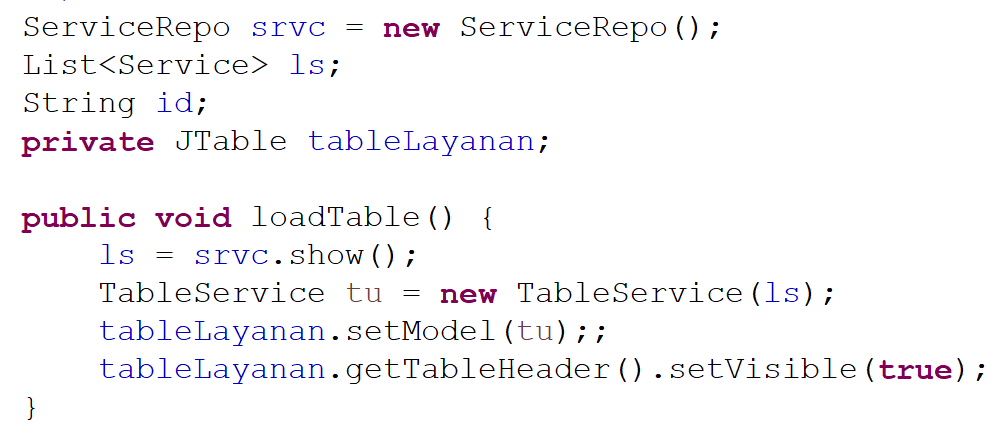 ServiceRepo srvc = new ServiceRepo();
List<Service> ls;
String id;
private JTable tableLayanan;

public void loadTable() {
    ls = srvc.show();
    TableService tu = new TableService(ls);
    tableLayanan.setModel(tu);;
    tableLayanan.getTableHeader().setVisible(true);
}